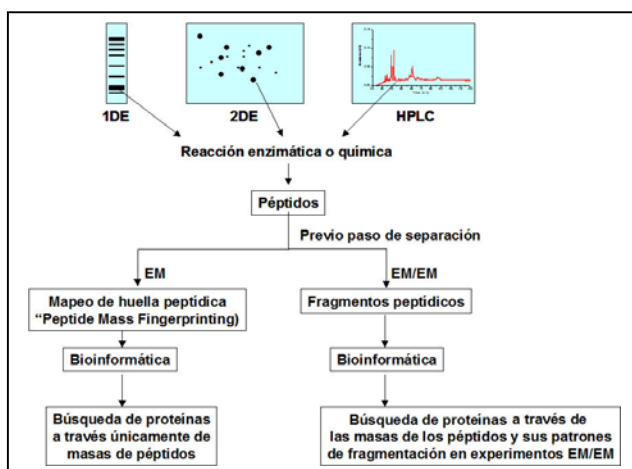 1DE
2DE
HPLC
Reacción enzimática o química
Péptidos
Previo paso de separación
EM
EM/EM
Mapeo de huella peptídica
“Peptide Mass Fingerprinting)
Fragmentos peptídicos
Bioinformática
Bioinformática
Búsqueda de proteínas
a través únicamente de
masas de péptidos
Búsqueda de proteínas a través de
las masas de los péptidos y sus patrones
de fragmentación en experimentos EM/EM